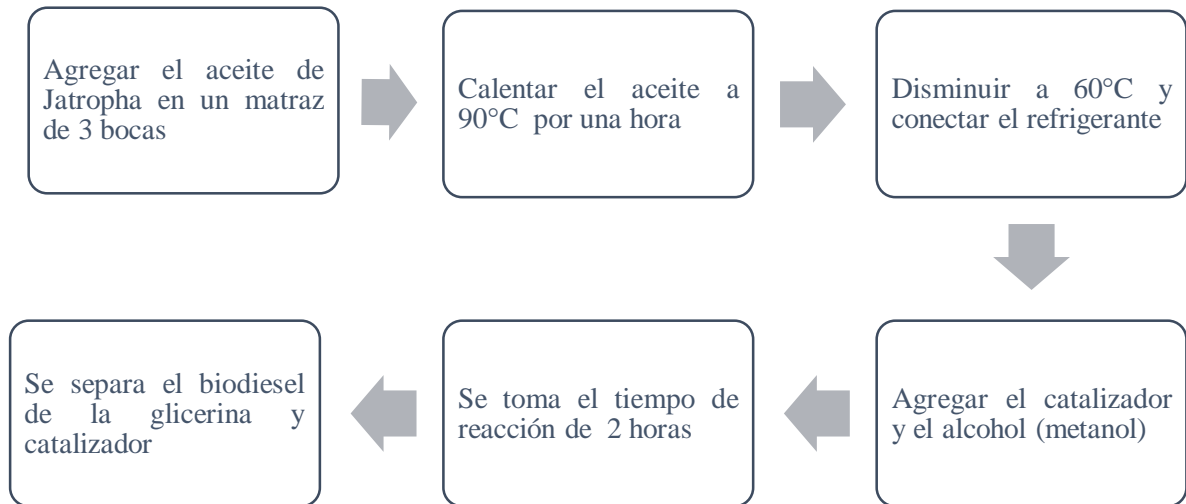 Agregar el aceite de
Jatropha en un matraz
de 3 bocas
Calentar el aceite a
90°C por una hora
Disminuir a 60°C y
conectar el refrigerante
Agregar el catalizador
y el alcohol (metanol)
Se toma el tiempo de
reacción de 2 horas
Se separa el biodiesel
de la glicerina y
catalizador